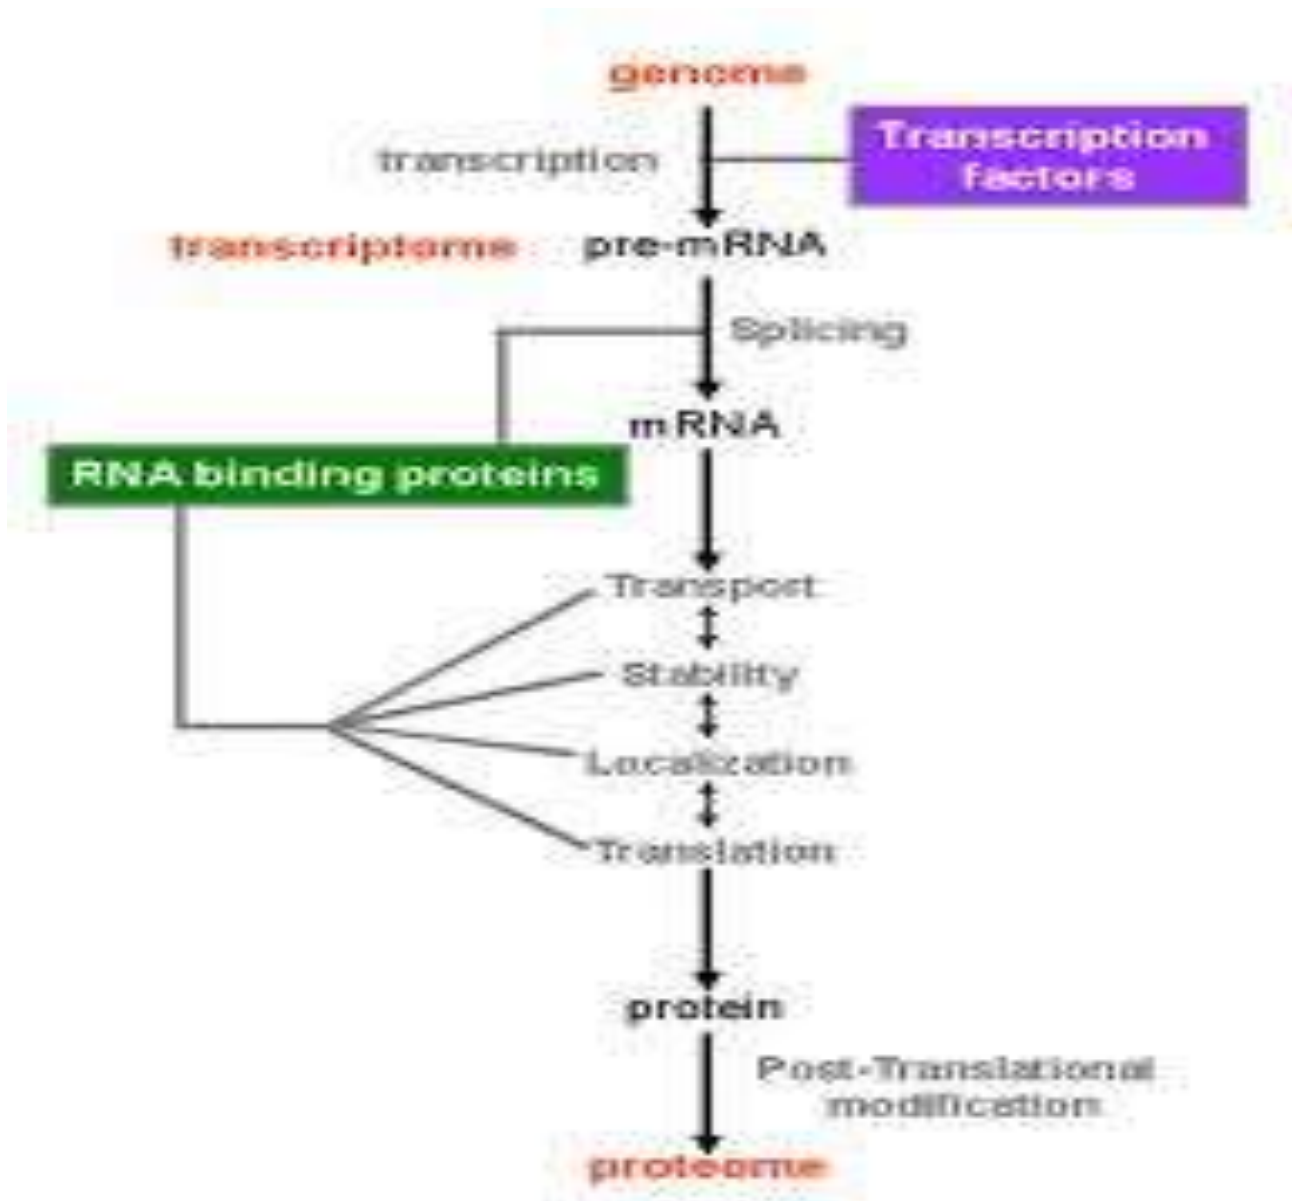 genome
transcription
Transcription
factors
transcriptome
pre-mRNA
Splicing
mRNA
RNA binding proteins
Transport
Stability
Localization
Translation
protein
Post-Translational
modification
proteome